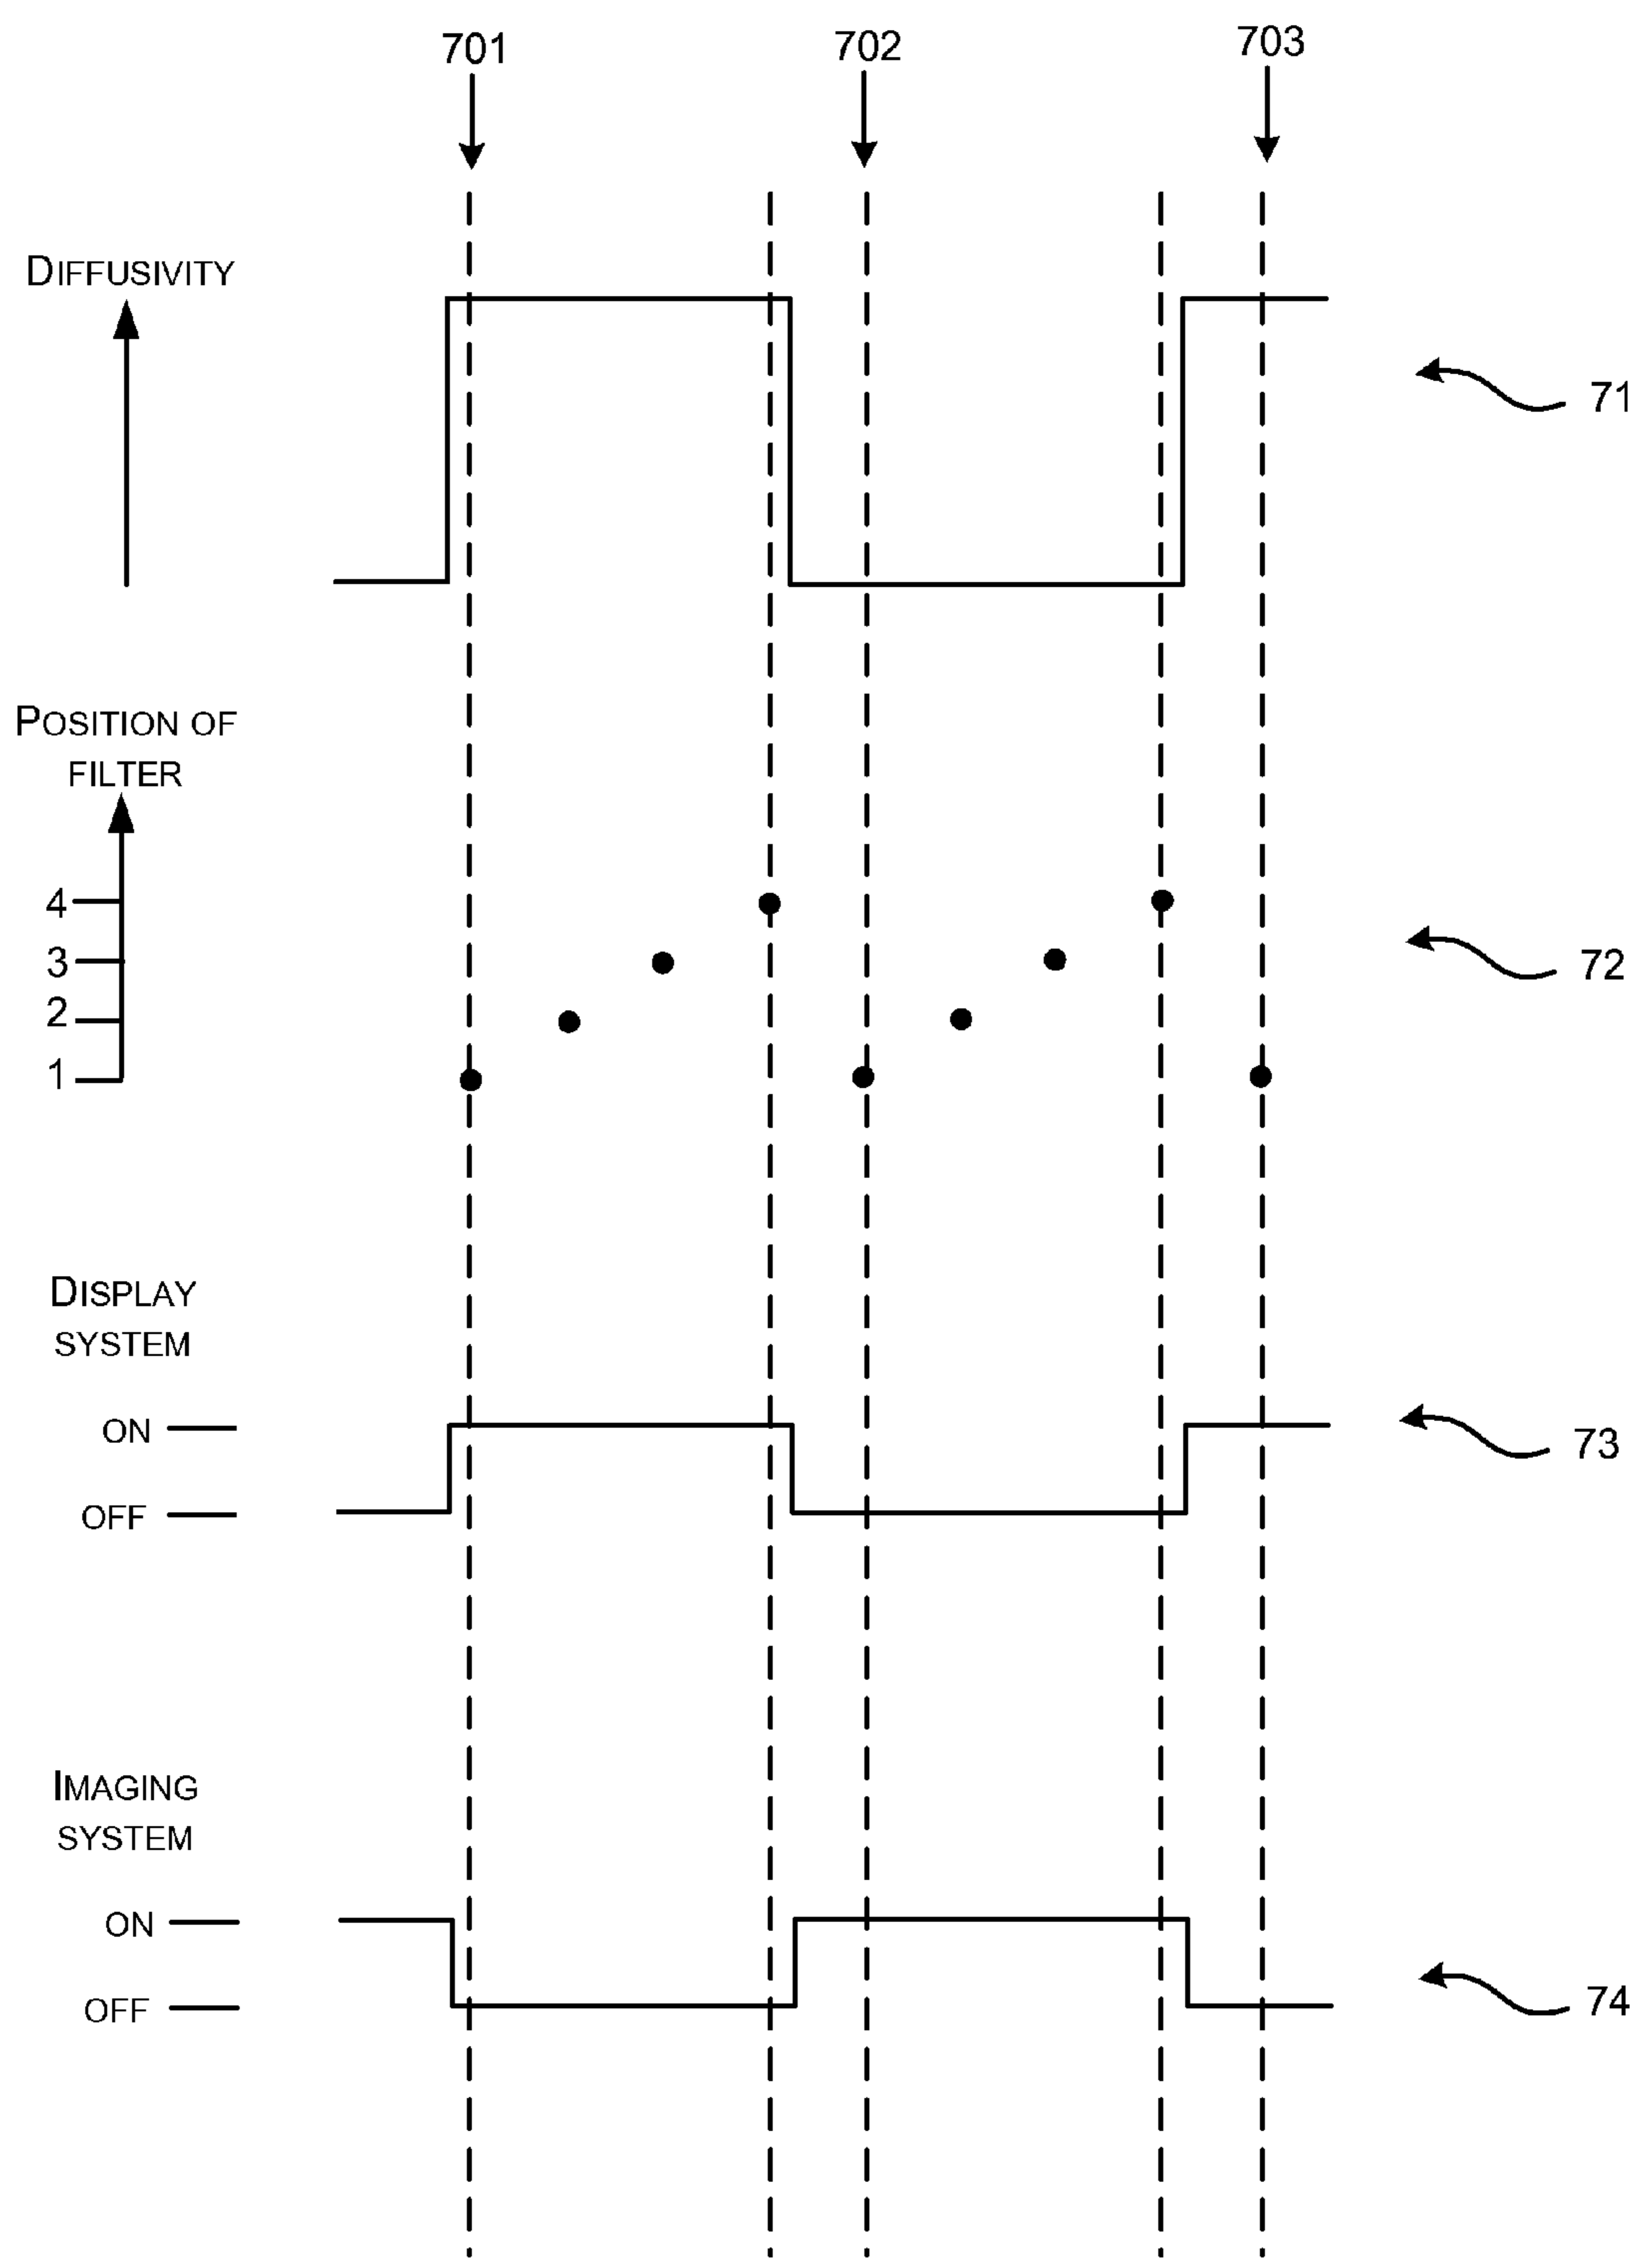 701
702
703
DIFFUSIVITY
71
POSITION OF
FILTER
4
3
2
1
72
DISPLAY
SYSTEM
ON
OFF
73
IMAGING
SYSTEM
ON
OFF
74